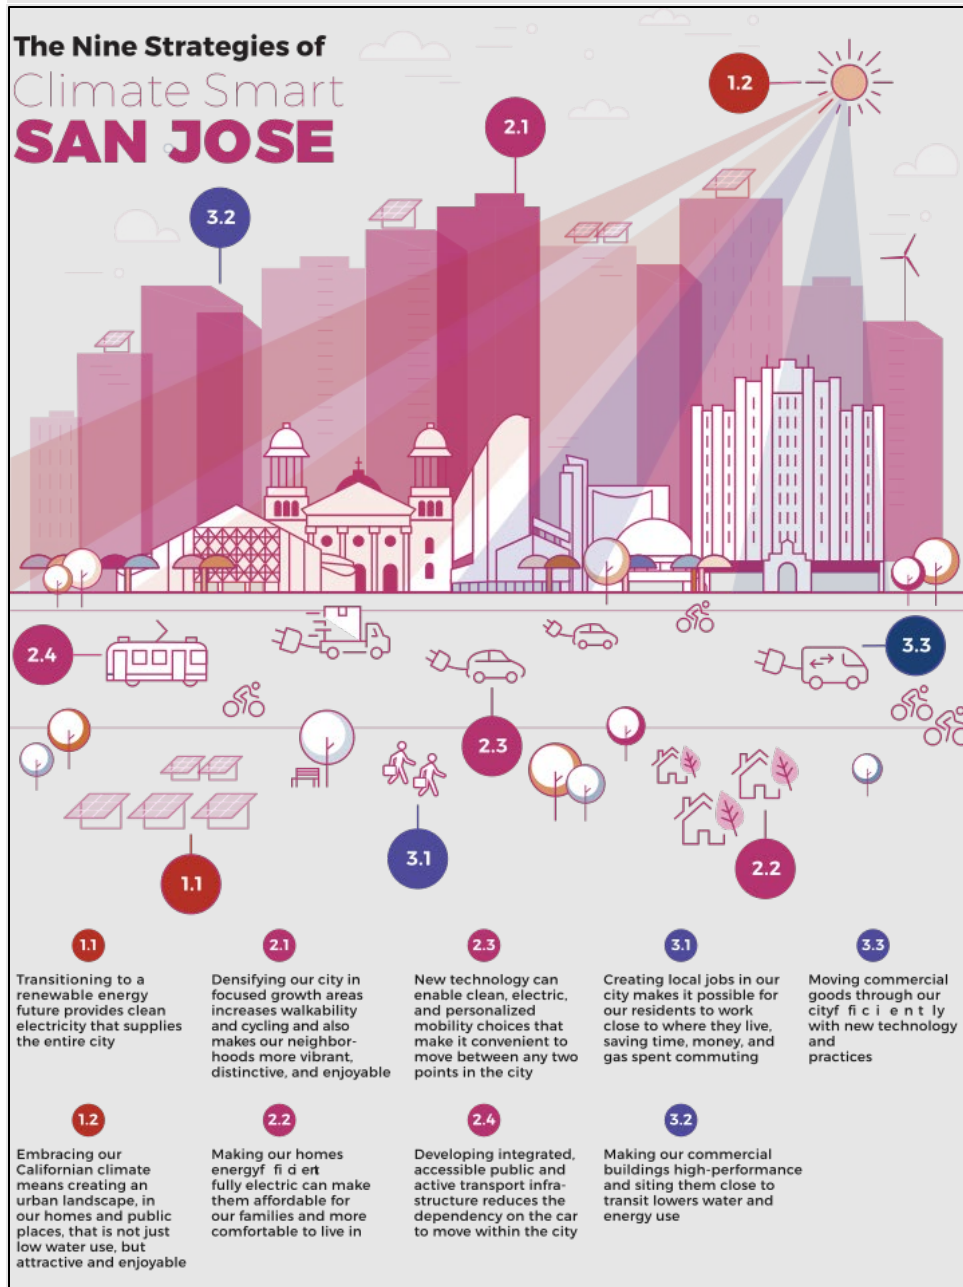 The Nine Strategies of
Climate Smart
SAN JOSE
1.2
2.1
3.2
2.4
3.3
2.3
3.1
2.2
1.1
1.1
Transitioning to a
renewable energy
future provides clean
electricity that supplies
the entire city
2.1
Densifying our city in
focused growth areas
increases walkability
and cycling and also
makes our neighbor-
hoods more vibrant,
distinctive, and enjoyable
2.3
New technology can
enable clean, electric,
and personalized
mobility choices that
make it convenient to
move between any two
points in the city
3.1
Creating local jobs in our
city makes it possible for
our residents to work
close to where they live,
saving time, money, and
gas spent commuting
3.3
Moving commercial
goods through our
cityf fi c i e n t ly
with new technology
and
practices
1.2
Embracing our
Californian climate
means creating an
urban landscape, in
our homes and public
places, that is not just
low water use, but
attractive and enjoyable
2.2
Making our homes
energyf fi ci ent
fully electric can make
them affordable for
our families and more
comfortable to live in
2.4
Developing integrated,
accessible public and
active transport infra-
structure reduces the
dependency on the car
to move within the city
3.2
Making our commercial
buildings high-performance
and siting them close to
transit lowers water and
energy use